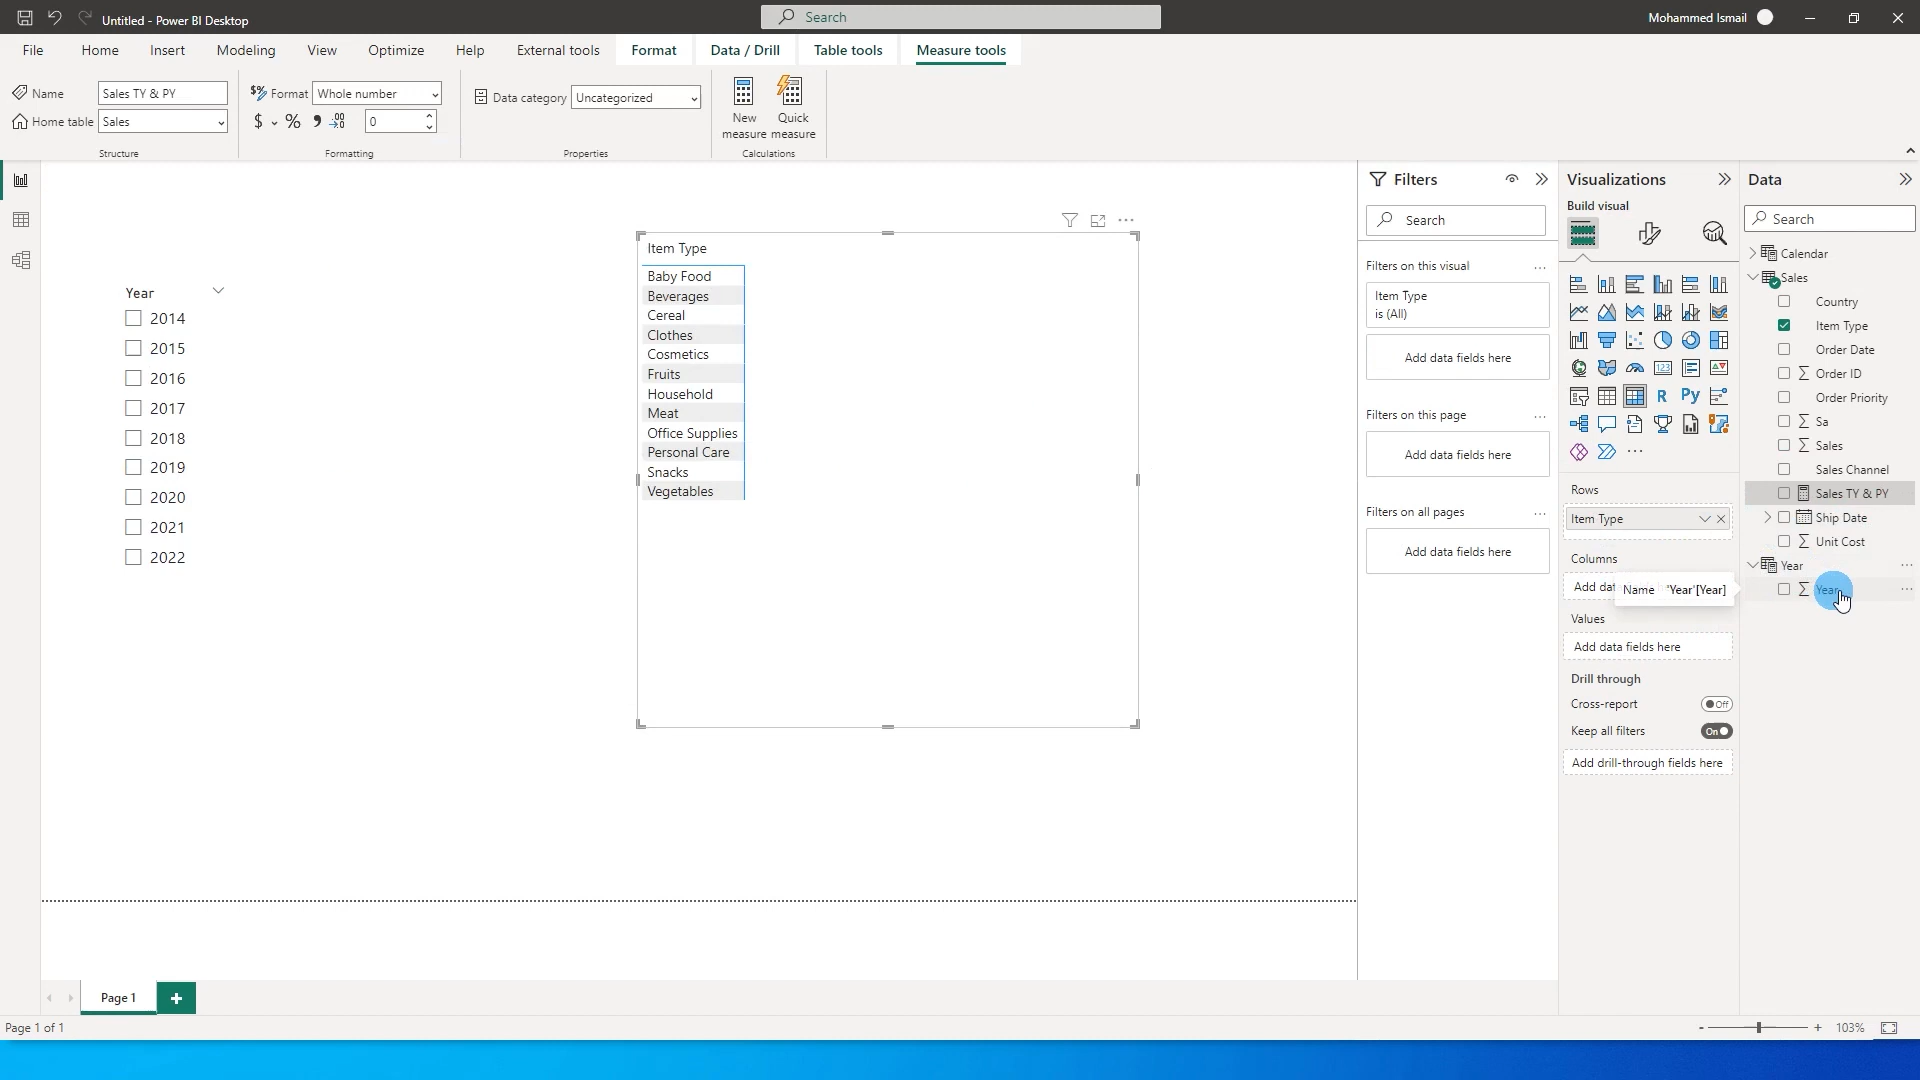 Untitled - Power BI Desktop
Search
Mohammed Ismail
File
Home
Insert
Modeling
View
Optimize
Help
External tools
Format
Data / Drill
Table tools
Measure tools
Name
Sales TY & PY
Home table
Sales
Structure
Format
Whole number
$
%
0
Formatting
Data category
Uncategorized
Properties
New
measure
Quick
measure
Calculations
Year
2014
2015
2016
2017
2018
2019
2020
2021
2022
Item Type
Baby Food
Beverages
Cereal
Clothes
Cosmetics
Fruits
Household
Meat
Office Supplies
Personal Care
Snacks
Vegetables
Filters
Search
Filters on this visual
Item Type
is (All)
Add data fields here
Filters on this page
Add data fields here
Filters on all pages
Add data fields here
Visualizations
Build visual
123
R
Py
Rows
Item Type
Columns
Add dat
Name 'Year'[Year]
Values
Add data fields here
Drill through
Cross-report
Off
Keep all filters
On
Add drill-through fields here
Data
Search
Calendar
Sales
Country
Item Type
Order Date
Order ID
Order Priority
Sa
Sales
Sales Channel
Sales TY & PY
Ship Date
Unit Cost
Year
Year
Page 1
Page 1 of 1
- + 103%